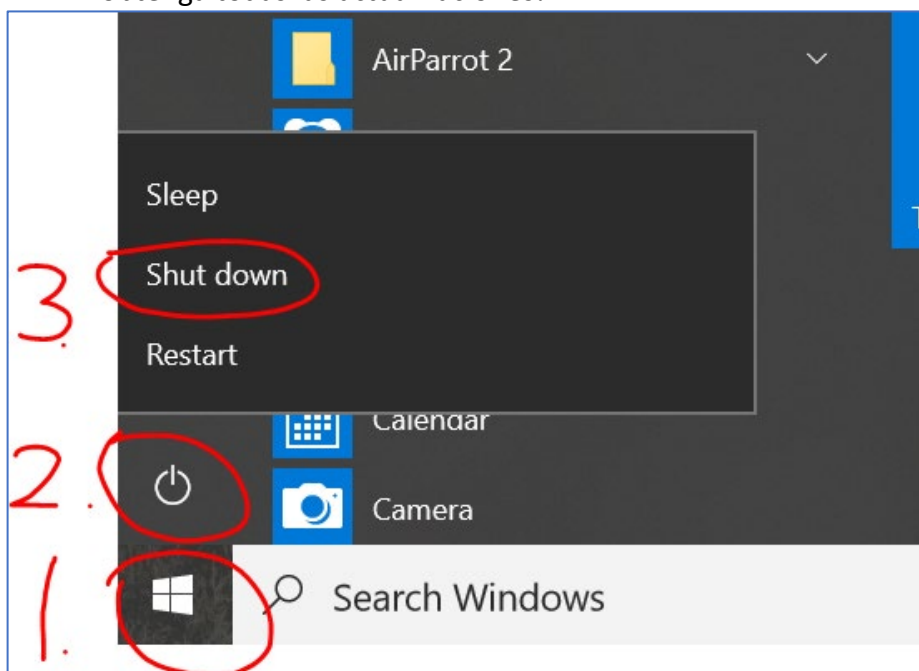 AirParrot 2
Sleep
3. Shut down
Restart
Calendar
2.
Camera
1. Search Windows